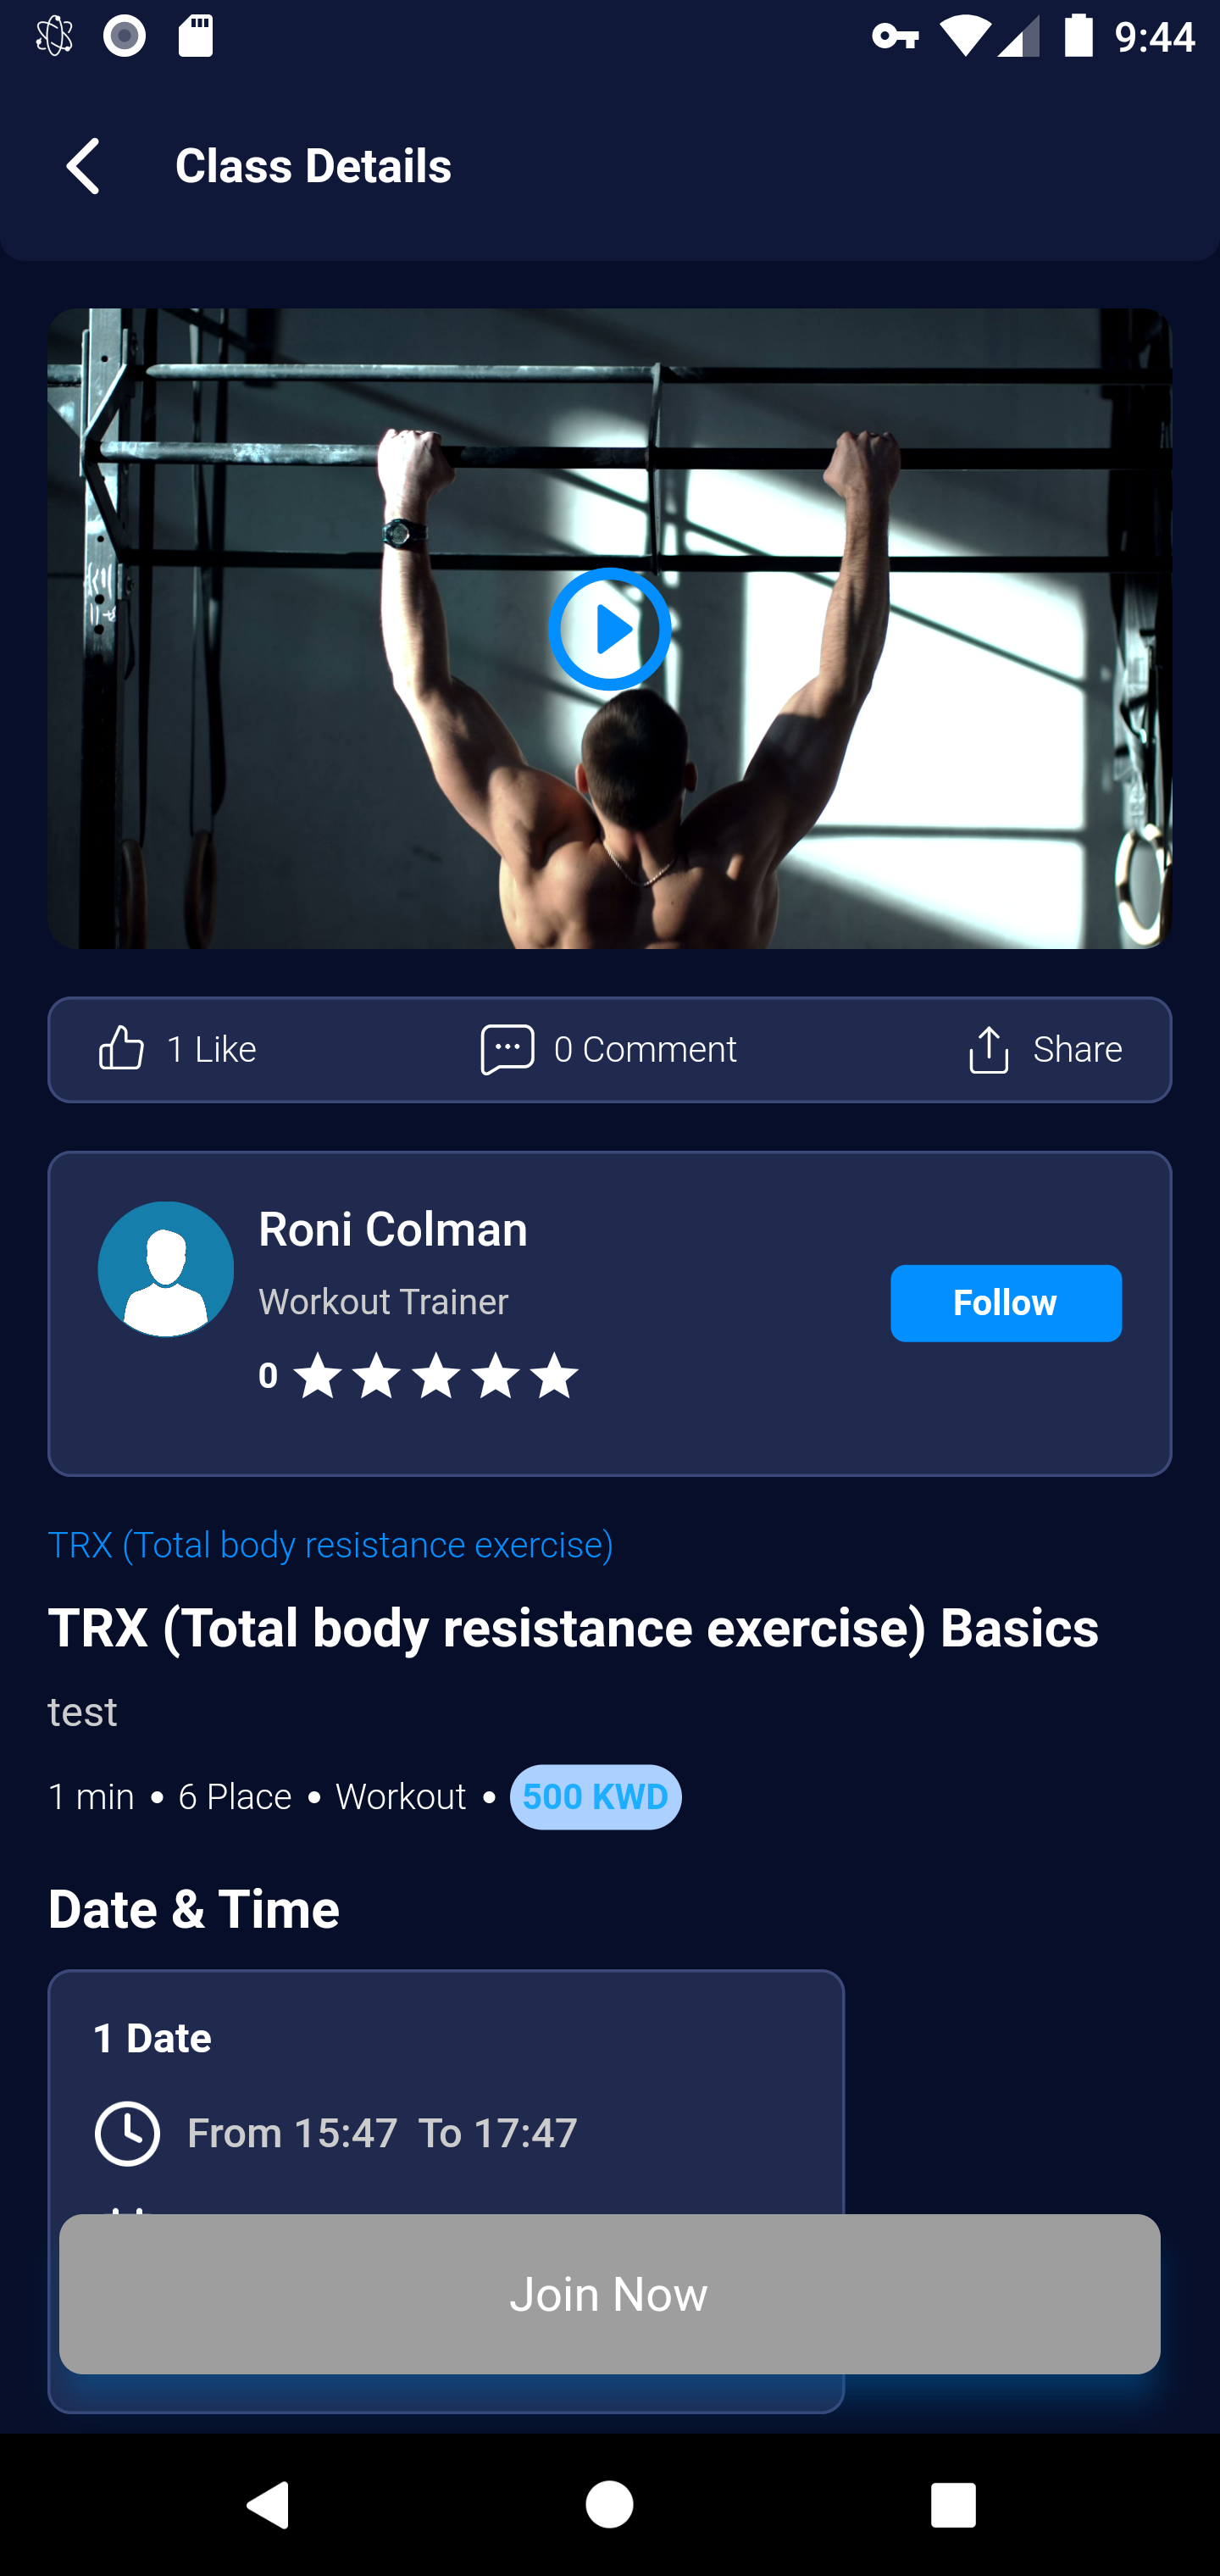 9:44
Class Details
1 Like
0 Comment
Share
Roni Colman
Workout Trainer
Follow
0
TRX (Total body resistance exercise)
TRX (Total body resistance exercise) Basics
test
1 min • 6 Place • Workout • 500 KWD
Date & Time
1 Date
From 15:47 To 17:47
Join Now